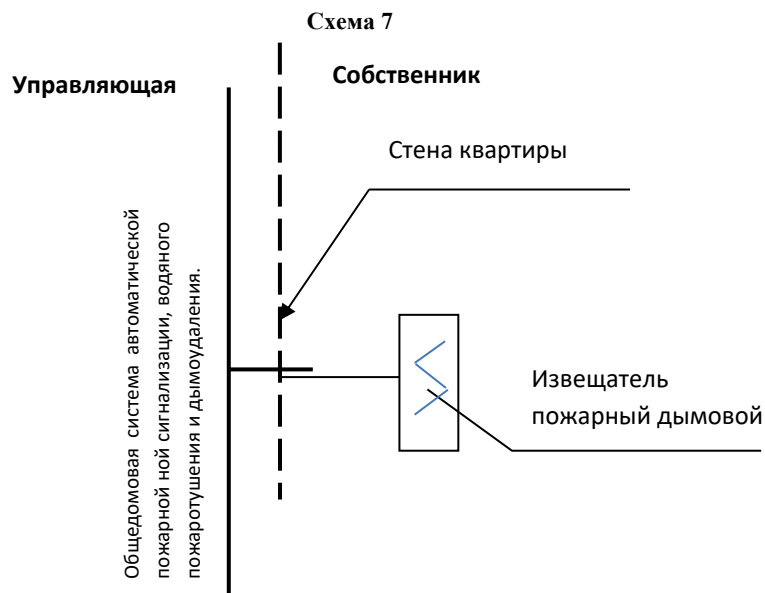 Схема 7
Управляющая
Собственник
Стена квартиры
Общедомовая система автоматической
пожарной ной сигнализации, водяного
пожаротушения и дымоудаления.
Извещатель
пожарный дымовой